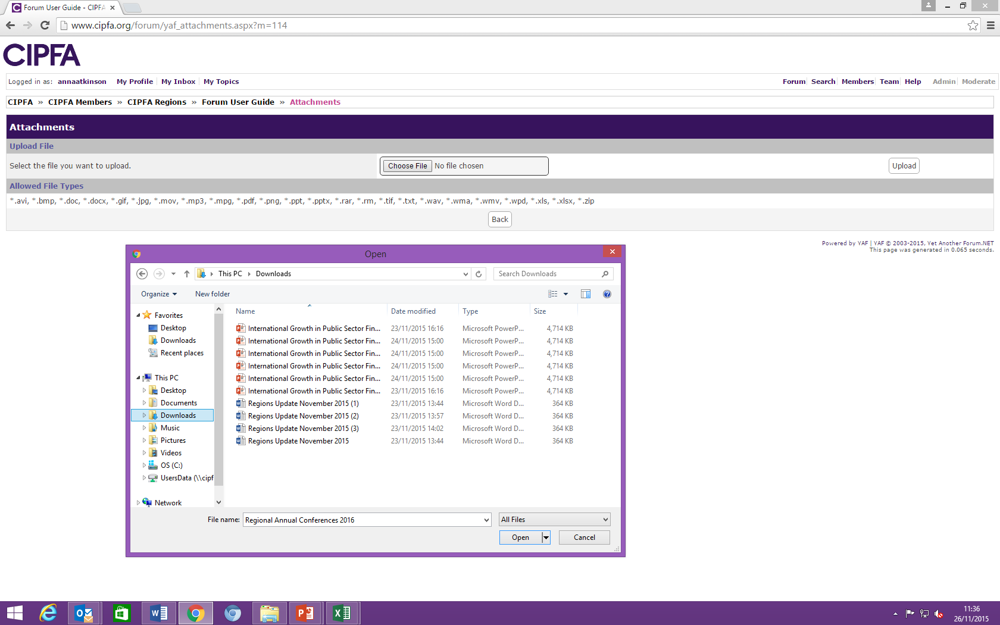 Forum User Guide - CIPFA
www.cipfa.org/forum/yaf_attachments.aspx?m=114
CIPFA
Logged in as: annaatkinson My Profile My Inbox My Topics Forum Search Members Team Help Admin Moderate
CIPFA » CIPFA Members » CIPFA Regions » Forum User Guide » Attachments
Attachments
Upload File
Select the file you want to upload. Choose File No file chosen Upload
Allowed File Types
*.avi, *.bmp, *.doc, *.docx, *.gif, *.jpg, *.mov, *.mp3, *.mpg, *.pdf, *.png, *.ppt, *.pptx, *.rar, *.rm, *.tif, *.txt, *.wav, *.wma, *.wmv, *.wpd, *.xls, *.xlsx, *.zip
Back
Powered by YAF | YAF © 2003-2015, Yet Another Forum.NET
This page was generated in 0.065 seconds.
Open
This PC Downloads Search Downloads
Organize New folder
Name Date modified Type Size
Favorites
Desktop
Downloads
Recent places
This PC
Desktop
Documents
Downloads
Music
Pictures
Videos
OS (C:)
UsersData (\\cipf
Network
International Growth in Public Sector Fin... 23/11/2015 16:16 Microsoft PowerP... 4,714 KB
International Growth in Public Sector Fin... 24/11/2015 15:00 Microsoft PowerP... 4,714 KB
International Growth in Public Sector Fin... 24/11/2015 15:00 Microsoft PowerP... 4,714 KB
International Growth in Public Sector Fin... 24/11/2015 15:00 Microsoft PowerP... 4,714 KB
International Growth in Public Sector Fin... 24/11/2015 15:00 Microsoft PowerP... 4,714 KB
International Growth in Public Sector Fin... 23/11/2015 16:16 Microsoft PowerP... 4,714 KB
Regions Update November 2015 (1) 23/11/2015 13:44 Microsoft Word D... 364 KB
Regions Update November 2015 (2) 23/11/2015 13:57 Microsoft Word D... 364 KB
Regions Update November 2015 (3) 23/11/2015 14:02 Microsoft Word D... 364 KB
Regions Update November 2015 23/11/2015 13:44 Microsoft Word D... 364 KB
File name: Regional Annual Conferences 2016 All Files
Open Cancel
11:36
26/11/2015